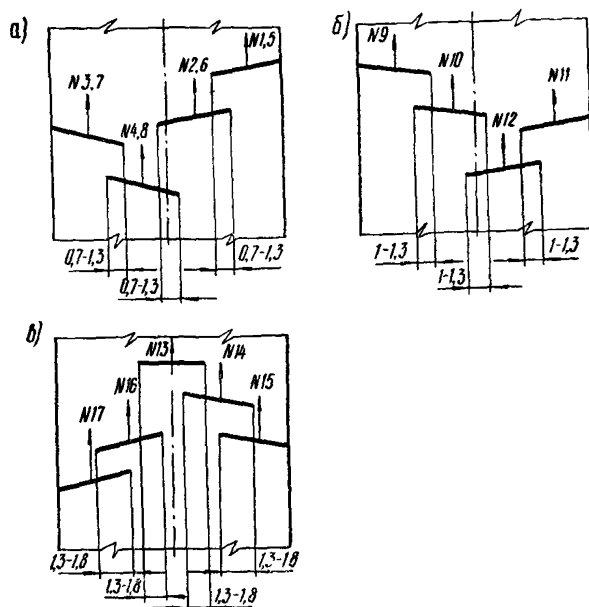 а)
N1,5
N2,6
N3,7
N4,8
0,7-1,3
0,7-1,3
0,7-1,3
б)
N9
N10
N11
N12
1-1,3
1-1,3
1-1,3
в)
N13
N14
N15
N16
N17
1,3-1,8
1,3-1,8
1,3-1,8
1,3-1,8